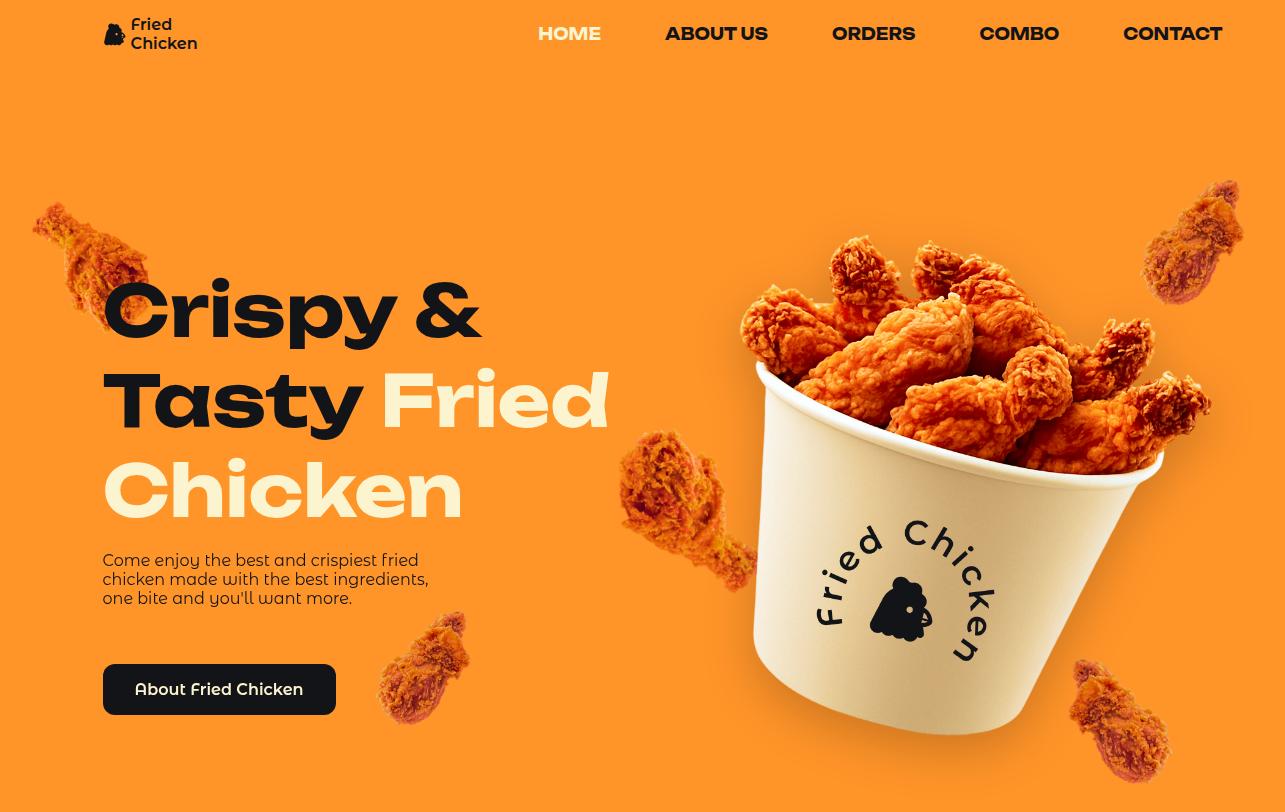 Fried
Chicken
HOME
ABOUT US
ORDERS
COMBO
CONTACT
Crispy &
Tasty Fried
Chicken
Come enjoy the best and crispiest fried
chicken made with the best ingredients,
one bite and you'll want more.
About Fried Chicken
Fried Chicken